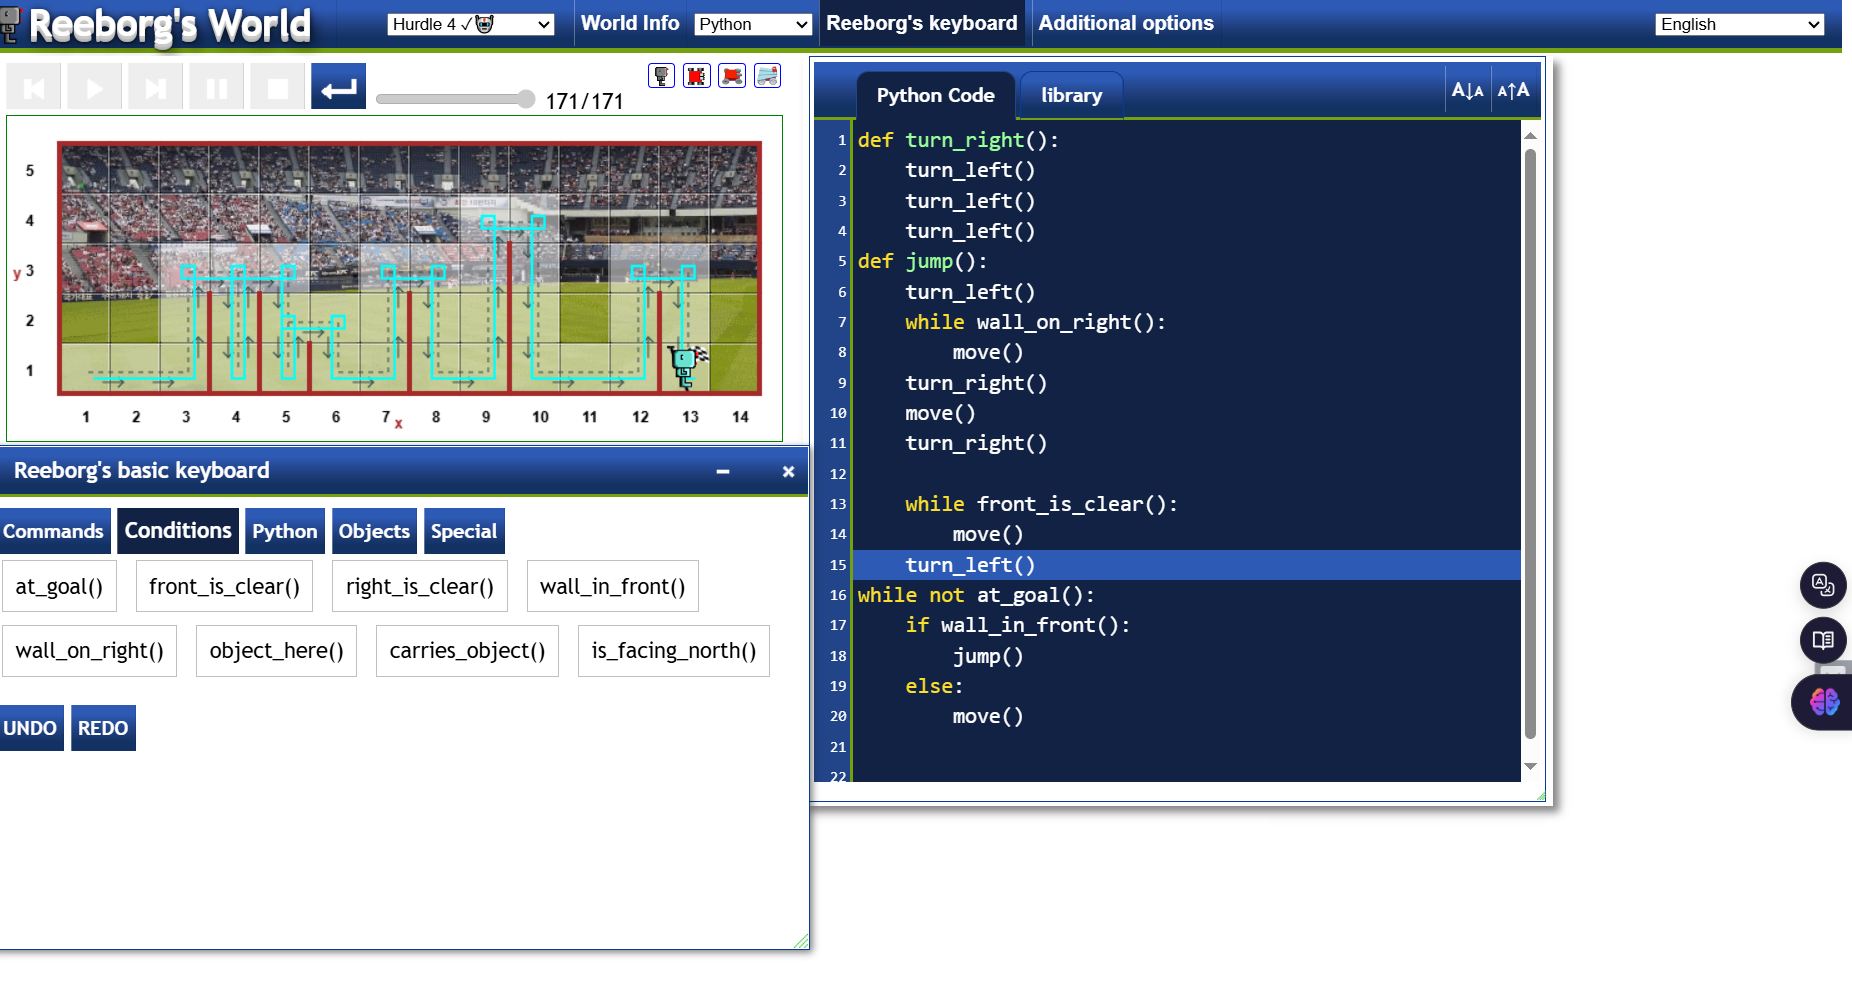 Reeborg's World
Hurdle 4 ✓
World Info
Python
Reeborg's keyboard
Additional options
English
171/171
5
4
y 3
2
1
1 2 3 4 5 6 7 8 9 10 11 12 13 14
x
Reeborg's basic keyboard
Commands
Conditions
Python
Objects
Special
at_goal()
front_is_clear()
right_is_clear()
wall_in_front()
wall_on_right()
object_here()
carries_object()
is_facing_north()
UNDO
REDO
Python Code
library
A↓A
A↑A
1 def turn_right():
2     turn_left()
3     turn_left()
4     turn_left()
5 def jump():
6     turn_left()
7     while wall_on_right():
8         move()
9     turn_right()
10     move()
11     turn_right()
12
13     while front_is_clear():
14         move()
15     turn_left()
16 while not at_goal():
17     if wall_in_front():
18         jump()
19     else:
20         move()
21
22